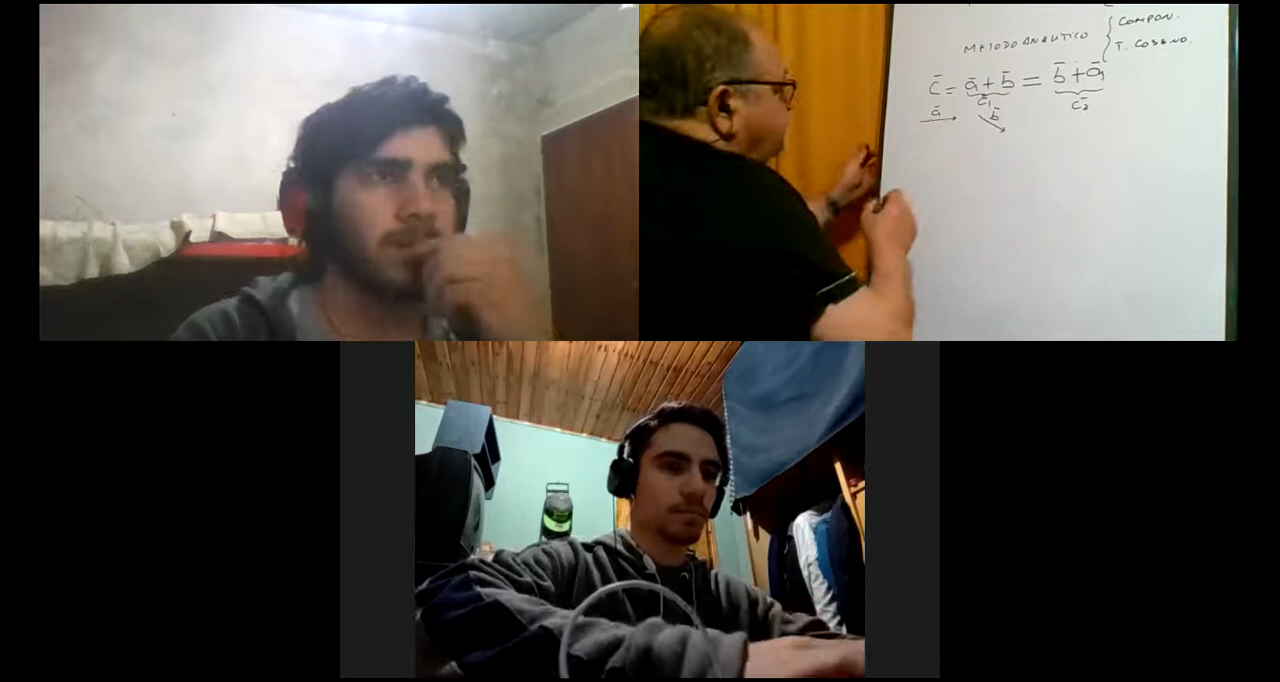 COMPON.
METODO ANALITICO { T. COSENO.
c̄ = ā + b̄ = b̄ + ā
c̄₁ c̄₂
ā b̄